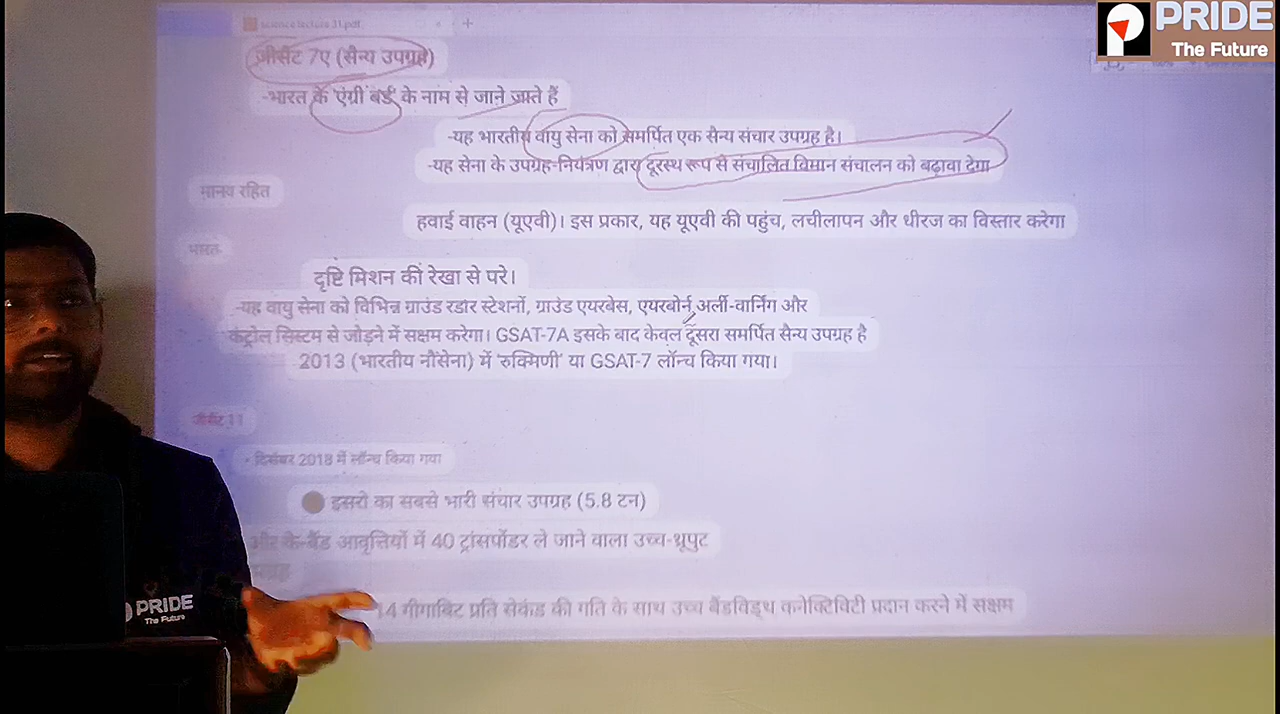 PRIDE
The Future
science lecture 31.pdf
जीसैट 7ए (सैन्य उपग्रह)
-भारत के 'एंग्री बर्ड' के नाम से जाने जाते हैं
-यह भारतीय वायु सेना को समर्पित एक सैन्य संचार उपग्रह है।
-यह सेना के उपग्रह-नियंत्रण द्वारा दूरस्थ रूप से संचालित विमान संचालन को बढ़ावा देगा
मानव रहित
हवाई वाहन (यूएवी)। इस प्रकार, यह यूएवी की पहुंच, लचीलापन और धीरज का विस्तार करेगा
भारत-
दृष्टि मिशन की रेखा से परे।
-यह वायु सेना को विभिन्न ग्राउंड रडार स्टेशनों, ग्राउंड एयरबेस, एयरबोर्न अर्ली-वार्निंग और
कंट्रोल सिस्टम से जोड़ने में सक्षम करेगा। GSAT-7A इसके बाद केवल दूसरा समर्पित सैन्य उपग्रह है
2013 (भारतीय नौसेना) में 'रुक्मिणी' या GSAT-7 लॉन्च किया गया।
जीसैट 11
- दिसंबर 2018 में लॉन्च किया गया
इसरो का सबसे भारी संचार उपग्रह (5.8 टन)
और के-बैंड आवृत्तियों में 40 ट्रांसपोंडर ले जाने वाला उच्च-थ्रूपुट
14 गीगाबिट प्रति सेकंड की गति के साथ उच्च बैंडविड्थ कनेक्टिविटी प्रदान करने में सक्षम
PRIDE
The Future